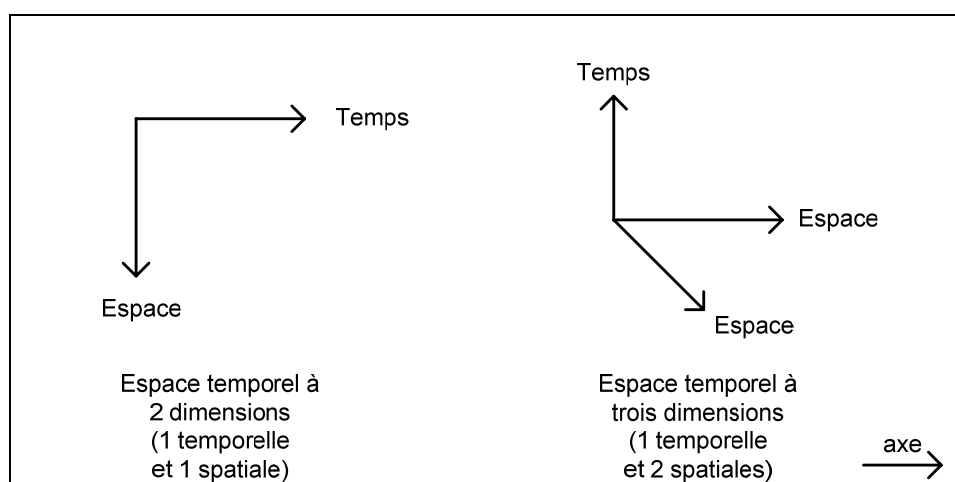 Temps
Espace
Espace temporel à
2 dimensions
(1 temporelle
et 1 spatiale)
Temps
Espace
Espace
Espace temporel à
trois dimensions
(1 temporelle
et 2 spatiales)
axe